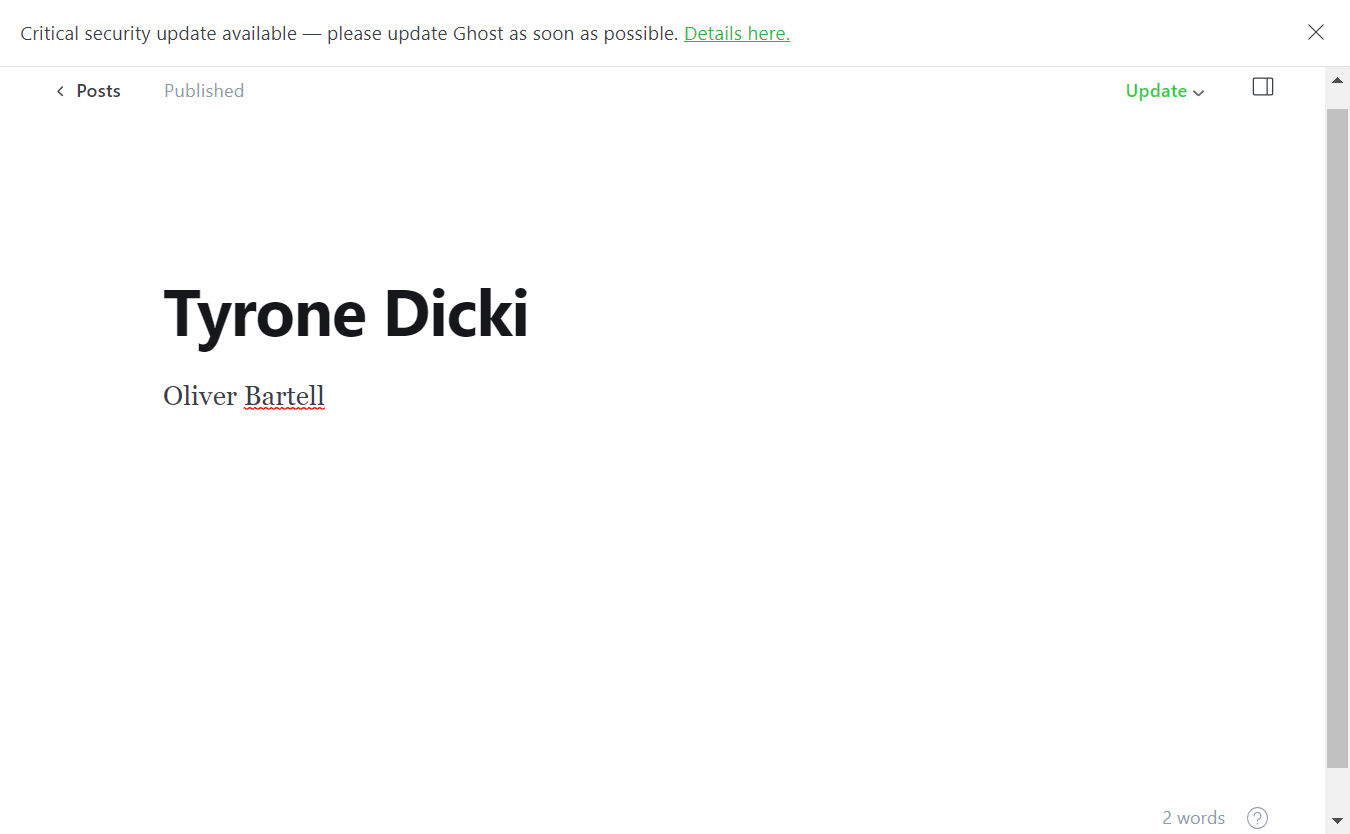 Critical security update available — please update Ghost as soon as possible. Details here.
Posts Published Update
Tyrone Dicki
Oliver Bartell
2 words ?